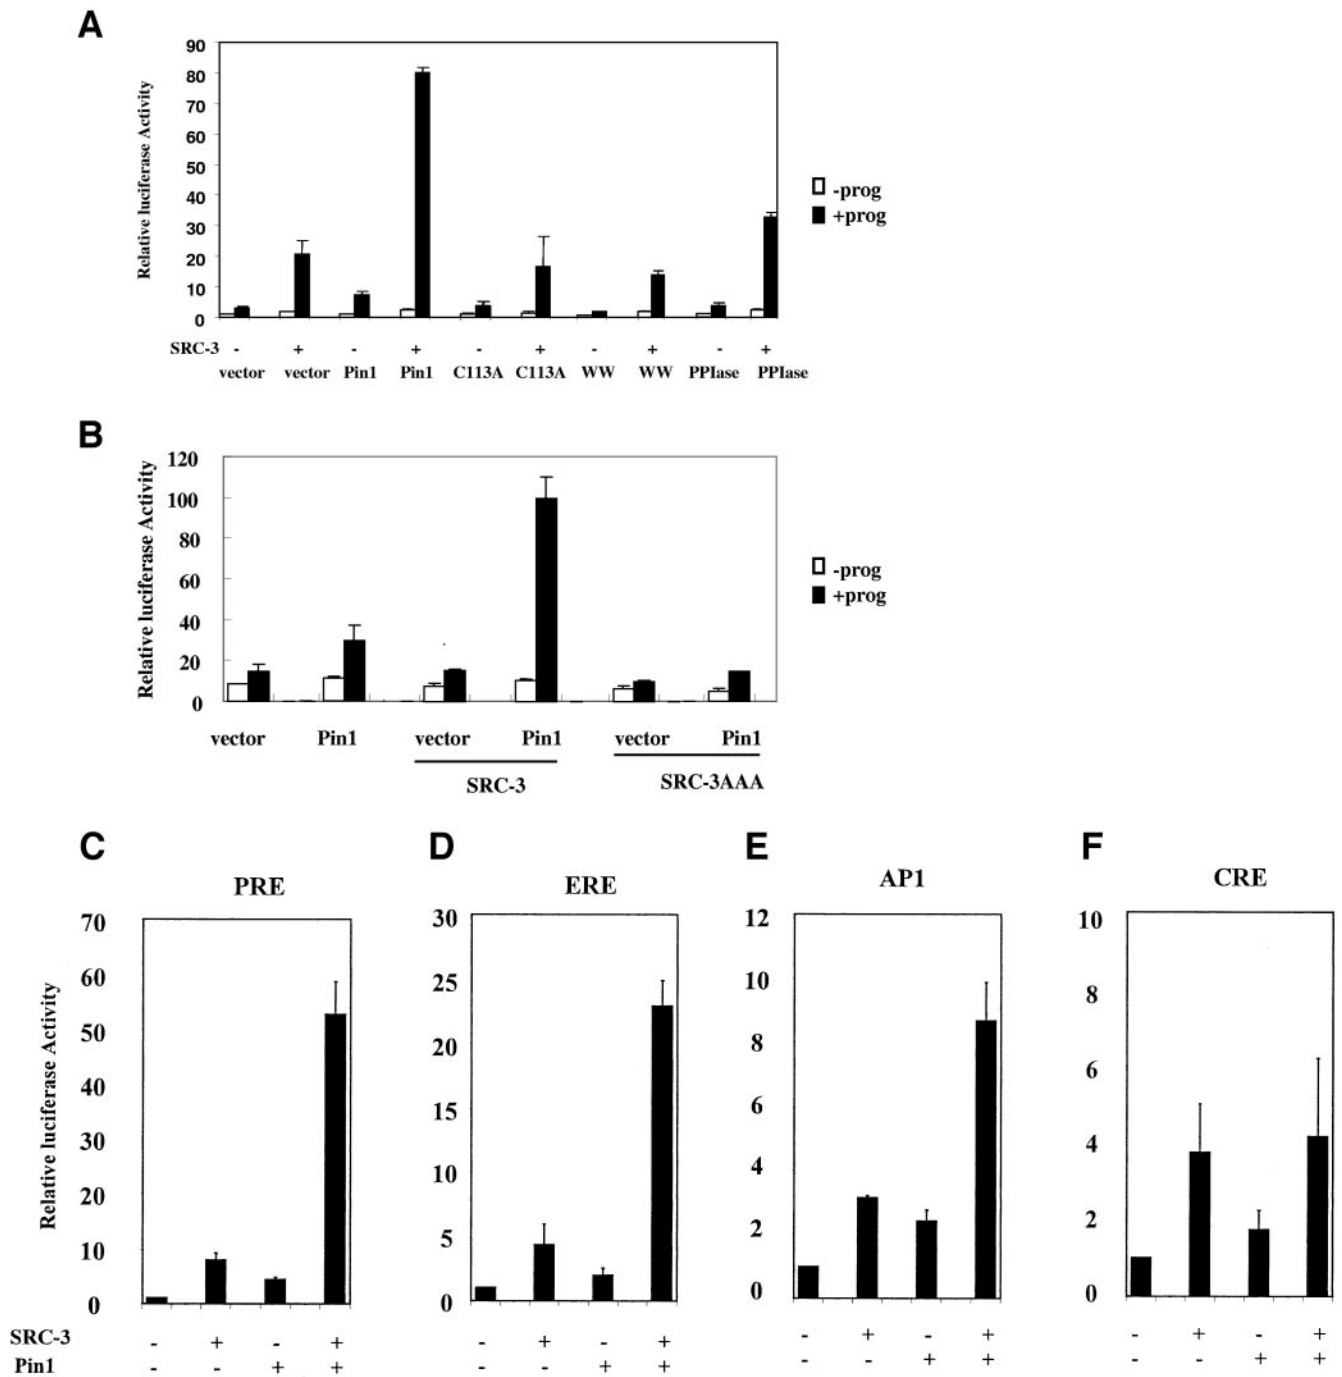 A
90
80
70
60
50
40
30
20
10
0
Relative luciferase Activity
-prog
+prog
SRC-3 - + - + - + - + - +
vector vector Pin1 Pin1 C113A C113A WW WW PPIase PPIase
B
120
100
80
60
40
20
0
Relative luciferase Activity
-prog
+prog
vector Pin1 vector Pin1 vector Pin1
SRC-3 SRC-3AAA
C
PRE
70
60
50
40
30
20
10
0
Relative luciferase Activity
D
ERE
30
25
20
15
10
5
0
E
AP1
12
10
8
6
4
2
0
F
CRE
10
8
6
4
2
0
SRC-3 - + - + - + - + - + - + - + - +
Pin1 - - + + - - + + - - + + - - + +